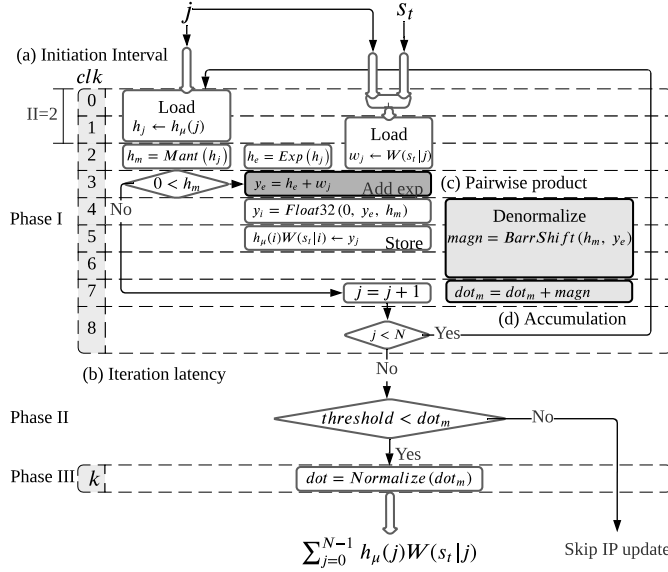 j
s_t
(a) Initiation Interval
clk
0
II=2
Load
h_j ← h_μ(j)
1
Load
w_j ← W(s_t|j)
2
h_m = Mant(h_j)
h_e = Exp(h_j)
3
0 < h_m
y_e = h_e + w_j
Add exp
(c) Pairwise product
No
Phase I
4
y_i = Float32(0, y_e, h_m)
Denormalize
magn = BarrShift(h_m, y_e)
5
h_μ(i)W(s_t|i) ← y_j
Store
6
7
j = j + 1
dot_m = dot_m + magn
(d) Accumulation
8
j < N
Yes
(b) Iteration latency
No
Phase II
threshold < dot_m
No
Yes
Phase III
k
dot = Normalize(dot_m)
∑_{j=0}^{N−1} h_μ(j)W(s_t|j)
Skip IP update